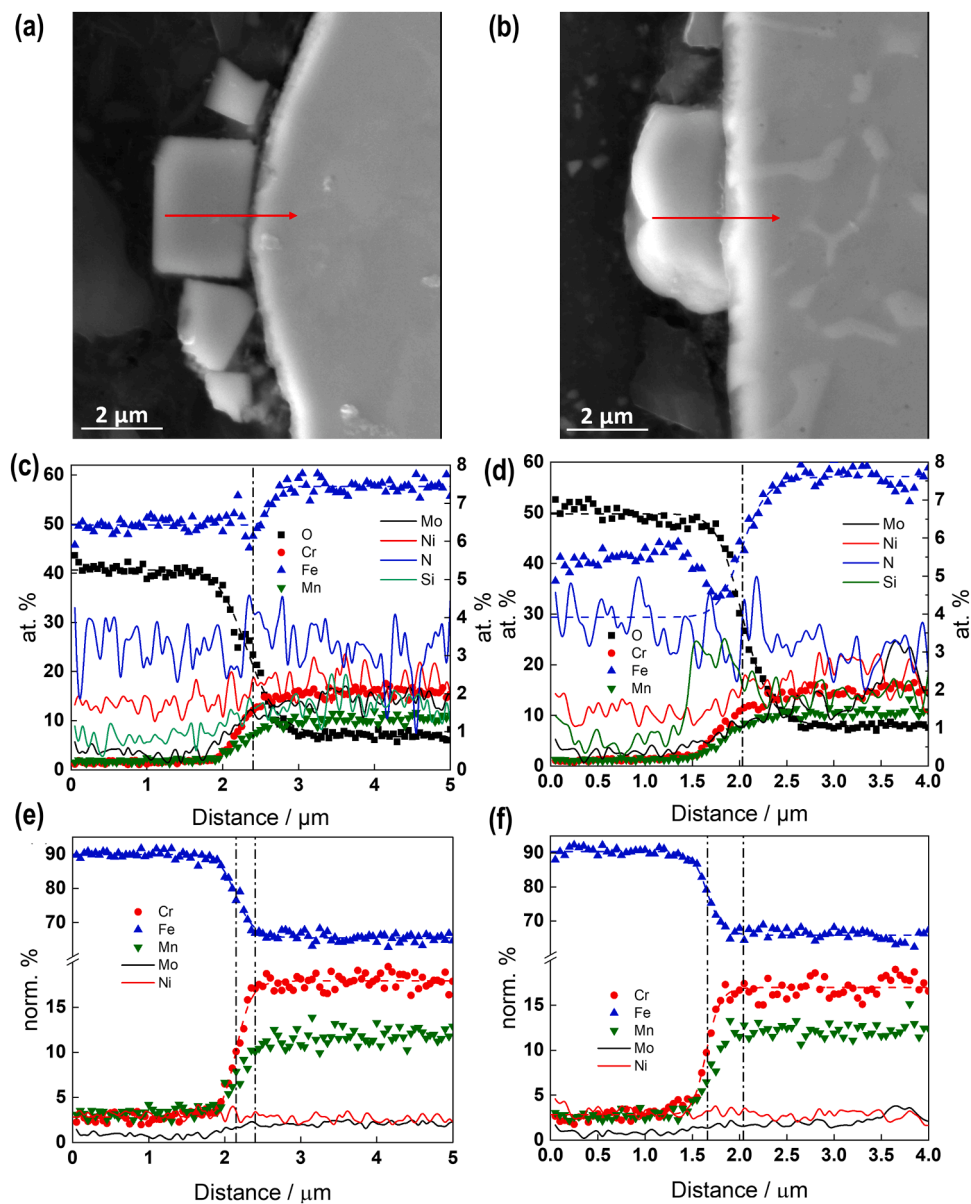 (a)
2 µm
(b)
2 µm
(c)
60
50
40
30
20
10
0
at. %
8
7
6
5
4
3
2
1
0
at. %
O
Cr
Fe
Mn
Mo
Ni
N
Si
0 1 2 3 4 5
Distance / µm
(d)
60
50
40
30
20
10
0
at. %
8
7
6
5
4
3
2
1
0
at. %
O
Cr
Fe
Mn
Mo
Ni
N
Si
0.0 0.5 1.0 1.5 2.0 2.5 3.0 3.5 4.0
Distance / µm
(e)
90
70
15
10
5
0
norm. %
Cr
Fe
Mn
Mo
Ni
0 1 2 3 4 5
Distance / µm
(f)
90
70
15
10
5
0
norm. %
Cr
Fe
Mn
Mo
Ni
0.0 0.5 1.0 1.5 2.0 2.5 3.0 3.5 4.0
Distance / um